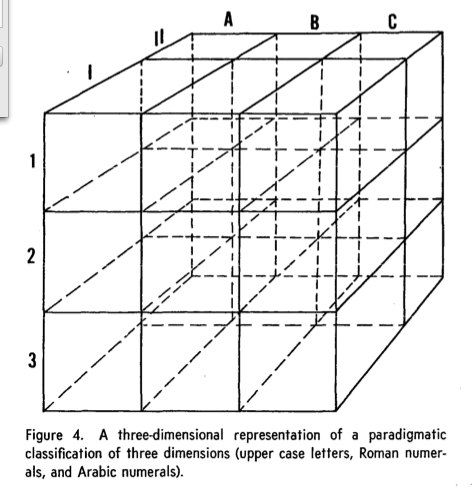 A B C
I II
1
2
3
Figure 4. A three-dimensional representation of a paradigmatic
classification of three dimensions (upper case letters, Roman numer-
als, and Arabic numerals).